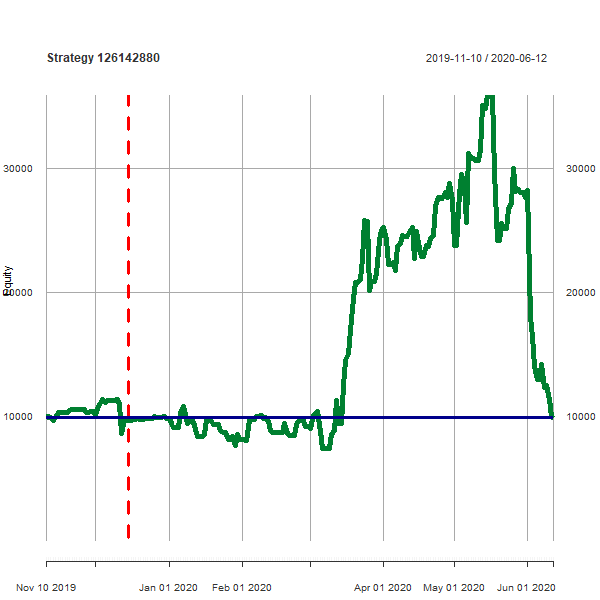 Strategy 126142880
2019-11-10 / 2020-06-12
30000
30000
Equity
20000
20000
10000
10000
Nov 10 2019
Jan 01 2020
Feb 02 2020
Apr 01 2020
May 01 2020
Jun 01 2020